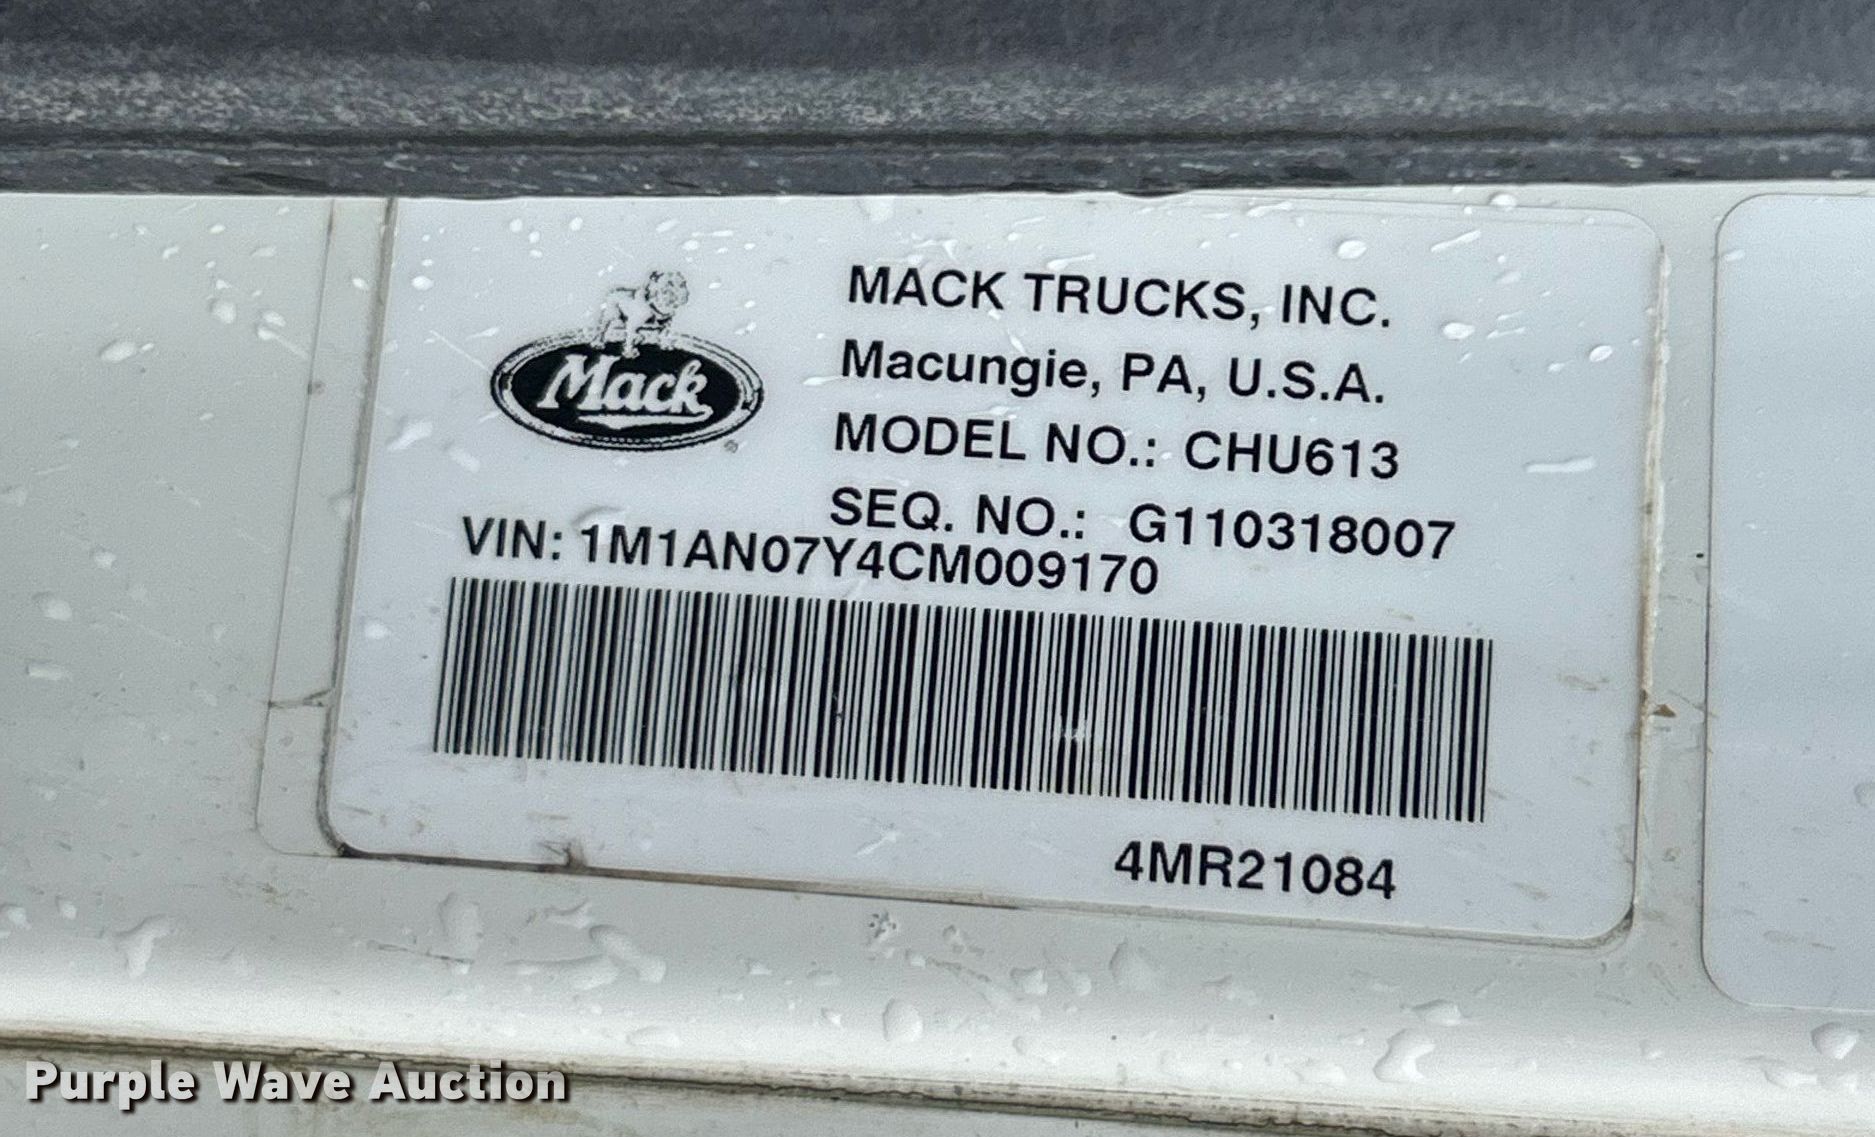 MACK TRUCKS, INC.
Mack
®
Macungie, PA, U.S.A.
MODEL NO.: CHU613
SEQ. NO.: G110318007
VIN: 1M1AN07Y4CM009170
4MR21084
Purple Wave Auction